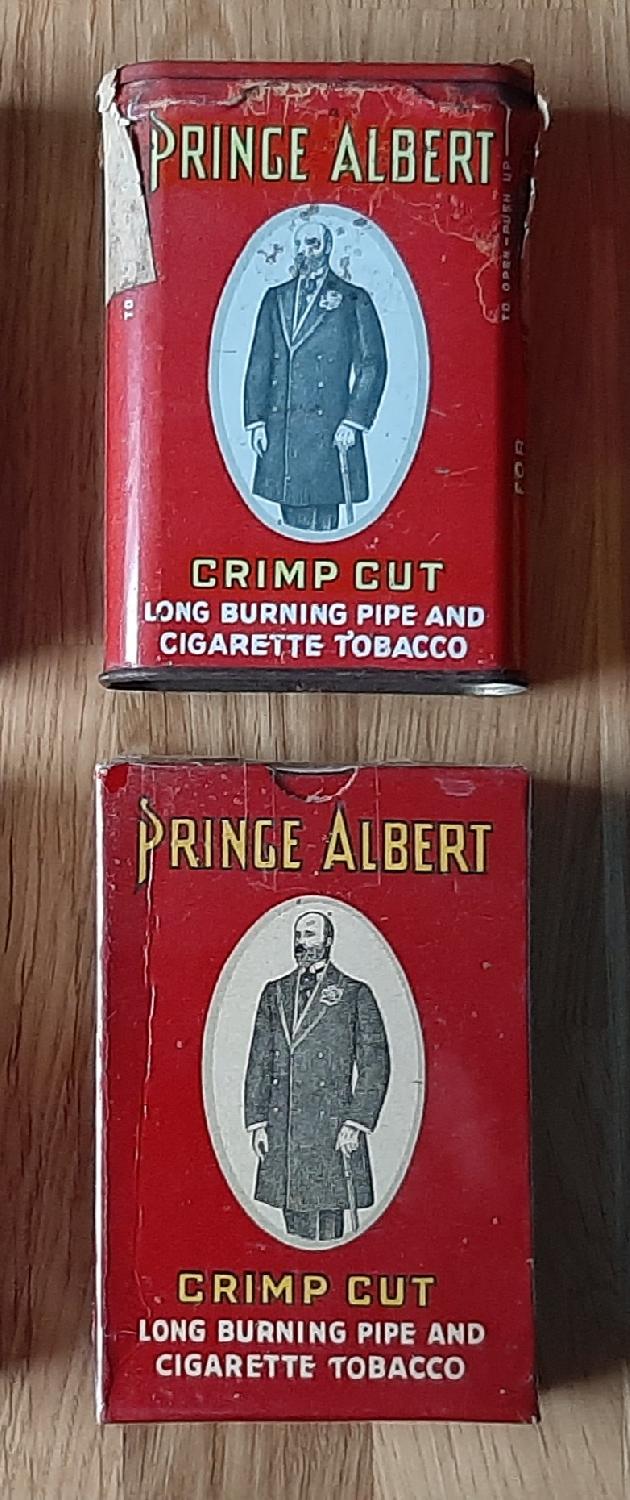 PRINCE ALBERT
TO
TO OPEN-PUSH UP
FOR
CRIMP CUT
LONG BURNING PIPE AND
CIGARETTE TOBACCO
PRINCE ALBERT
CRIMP CUT
LONG BURNING PIPE AND
CIGARETTE TOBACCO